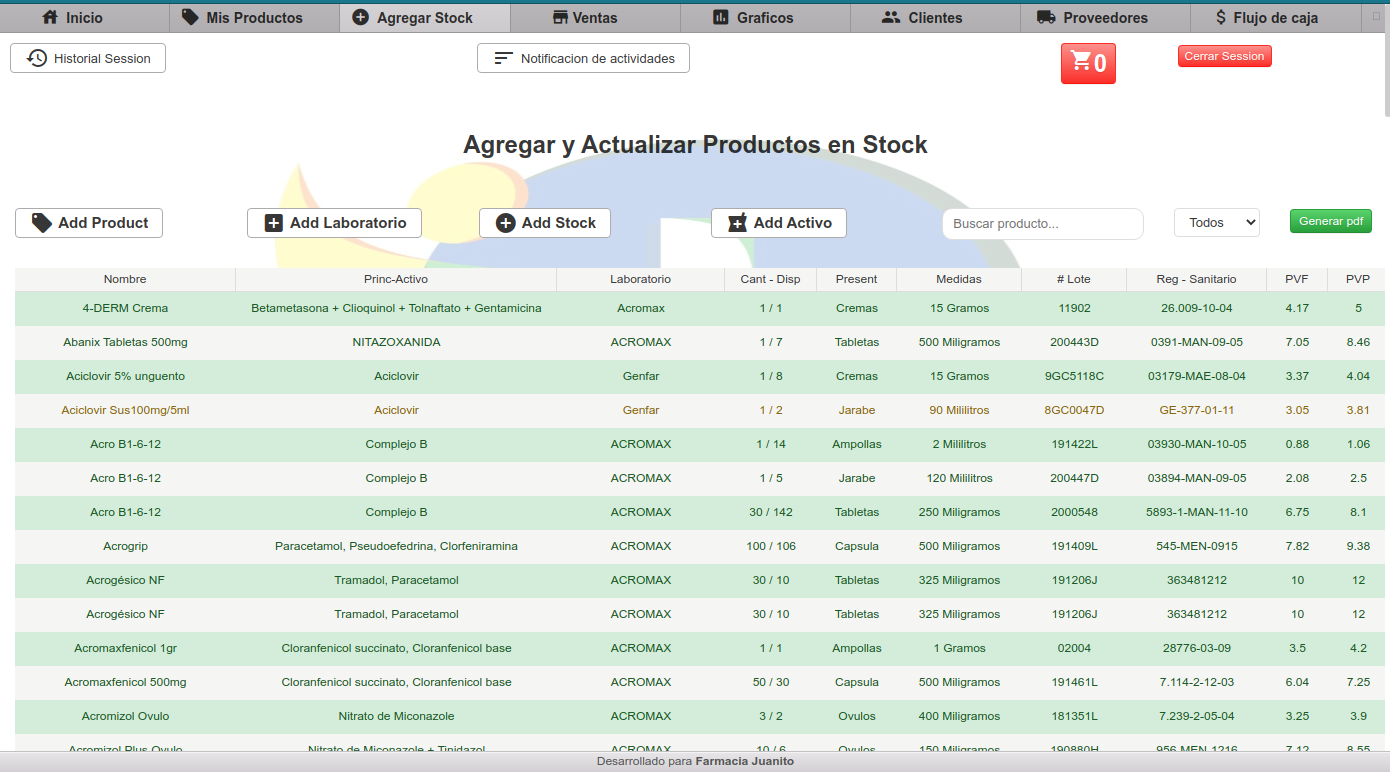 Inicio Mis Productos Agregar Stock Ventas Graficos Clientes Proveedores Flujo de caja
Historial Session Notificacion de actividades 0 Cerrar Session
Agregar y Actualizar Productos en Stock
Add Product Add Laboratorio Add Stock Add Activo Buscar producto... Todos Generar pdf
Nombre Princ-Activo Laboratorio Cant - Disp Present Medidas # Lote Reg - Sanitario PVF PVP
4-DERM Crema Betametasona + Clioquinol + Tolnaftato + Gentamicina Acromax 1 / 1 Cremas 15 Gramos 11902 26.009-10-04 4.17 5
Abanix Tabletas 500mg NITAZOXANIDA ACROMAX 1 / 7 Tabletas 500 Miligramos 200443D 0391-MAN-09-05 7.05 8.46
Aciclovir 5% unguento Aciclovir Genfar 1 / 8 Cremas 15 Gramos 9GC5118C 03179-MAE-08-04 3.37 4.04
Aciclovir Sus100mg/5ml Aciclovir Genfar 1 / 2 Jarabe 90 Mililitros 8GC0047D GE-377-01-11 3.05 3.81
Acro B1-6-12 Complejo B ACROMAX 1 / 14 Ampollas 2 Mililitros 191422L 03930-MAN-10-05 0.88 1.06
Acro B1-6-12 Complejo B ACROMAX 1 / 5 Jarabe 120 Mililitros 200447D 03894-MAN-09-05 2.08 2.5
Acro B1-6-12 Complejo B ACROMAX 30 / 142 Tabletas 250 Miligramos 2000548 5893-1-MAN-11-10 6.75 8.1
Acrogrip Paracetamol, Pseudoefedrina, Clorfeniramina ACROMAX 100 / 106 Capsula 500 Miligramos 191409L 545-MEN-0915 7.82 9.38
Acrogésico NF Tramadol, Paracetamol ACROMAX 30 / 10 Tabletas 325 Miligramos 191206J 363481212 10 12
Acrogésico NF Tramadol, Paracetamol ACROMAX 30 / 10 Tabletas 325 Miligramos 191206J 363481212 10 12
Acromaxfenicol 1gr Cloranfenicol succinato, Cloranfenicol base ACROMAX 1 / 1 Ampollas 1 Gramos 02004 28776-03-09 3.5 4.2
Acromaxfenicol 500mg Cloranfenicol succinato, Cloranfenicol base ACROMAX 50 / 30 Capsula 500 Miligramos 191461L 7.114-2-12-03 6.04 7.25
Acromizol Ovulo Nitrato de Miconazole ACROMAX 3 / 2 Ovulos 400 Miligramos 181351L 7.239-2-05-04 3.25 3.9
Acromizol Plus Ovulo Nitrato de Miconazole + Tinidazol ACROMAX 10 / 6 Ovulos 150 Miligramos 190880H 956-MEN-1216 7.12 8.55
Desarrollado para Farmacia Juanito